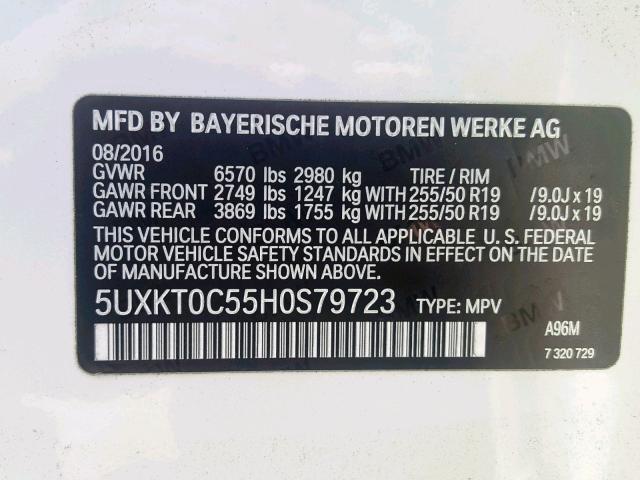 MFD BY BAYERISCHE MOTOREN WERKE AG
08/2016
GVWR 6570 lbs 2980 kg TIRE / RIM
GAWR FRONT 2749 lbs 1247 kg WITH 255/50 R19 /9.0J x 19
GAWR REAR 3869 lbs 1755 kg WITH 255/50 R19 /9.0J x 19
THIS VEHICLE CONFORMS TO ALL APPLICABLE U. S. FEDERAL
MOTOR VEHICLE SAFETY STANDARDS IN EFFECT ON THE
DATE OF MANUFACTURE SHOWN ABOVE.
5UXKT0C55H0S79723 TYPE: MPV
A96M
7 320 729